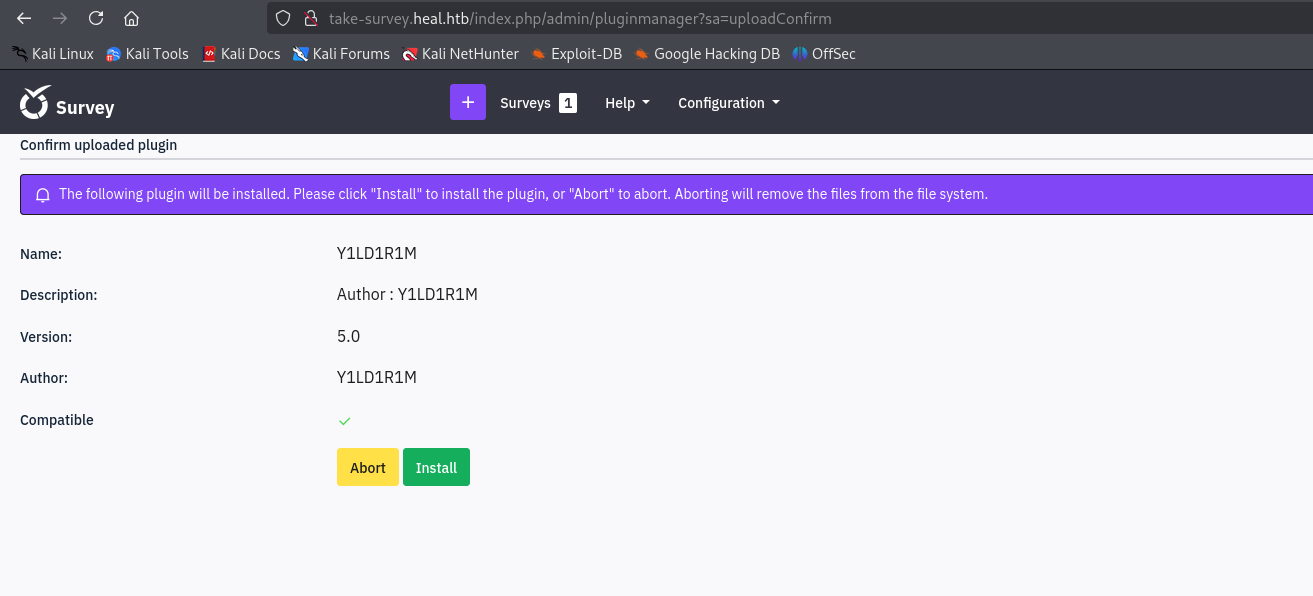 take-survey.heal.htb/index.php/admin/pluginmanager?sa=uploadConfirm
Kali Linux Kali Tools Kali Docs Kali Forums Kali NetHunter Exploit-DB Google Hacking DB OffSec
Survey + Surveys 1 Help Configuration
Confirm uploaded plugin
The following plugin will be installed. Please click "Install" to install the plugin, or "Abort" to abort. Aborting will remove the files from the file system.
Name: Y1LD1R1M
Description: Author : Y1LD1R1M
Version: 5.0
Author: Y1LD1R1M
Compatible
Abort Install